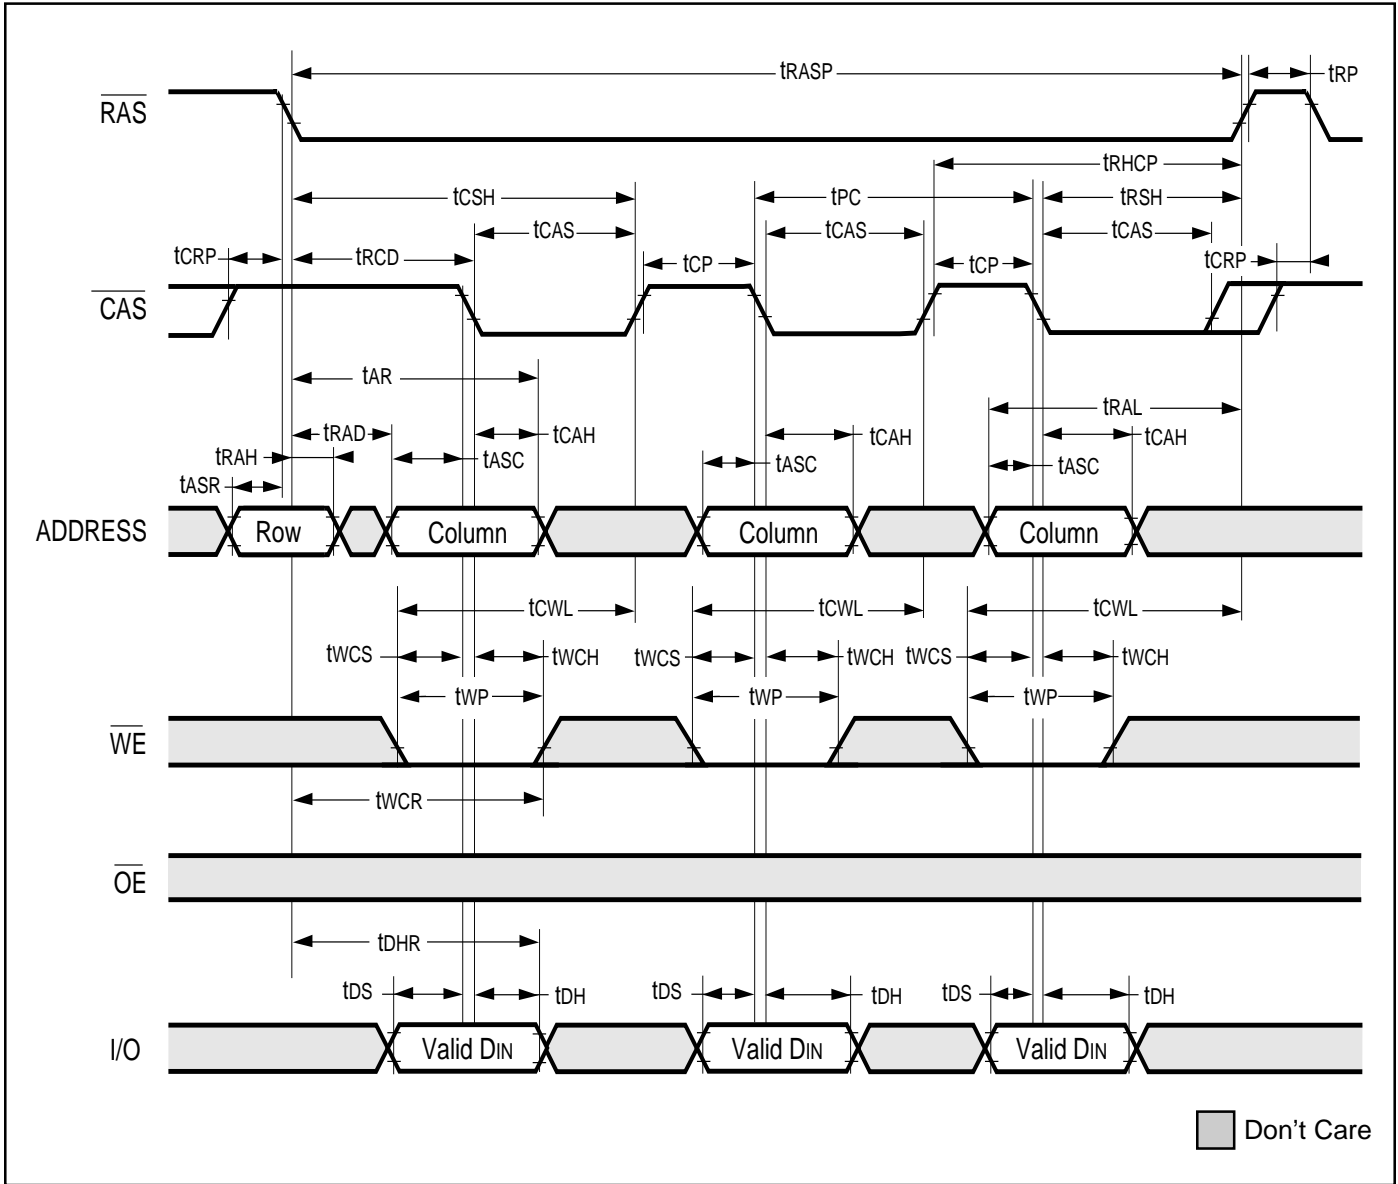 tRASP
tRP
RAS
tRHCP
tCSH
tPC
tRSH
tCAS
tCAS
tCAS
tCRP
tRCD
tCP
tCP
tCRP
CAS
tAR
tRAL
tRAD
tCAH
tCAH
tCAH
tRAH
tASC
tASC
tASC
tASR
ADDRESS
Row
Column
Column
Column
tCWL
tCWL
tCWL
tWCS
tWCH
tWCS
tWCH
tWCS
tWCH
tWP
tWP
tWP
WE
tWCR
OE
tDHR
tDS
tDH
tDS
tDH
tDS
tDH
I/O
Valid DIN
Valid DIN
Valid DIN
Don't Care